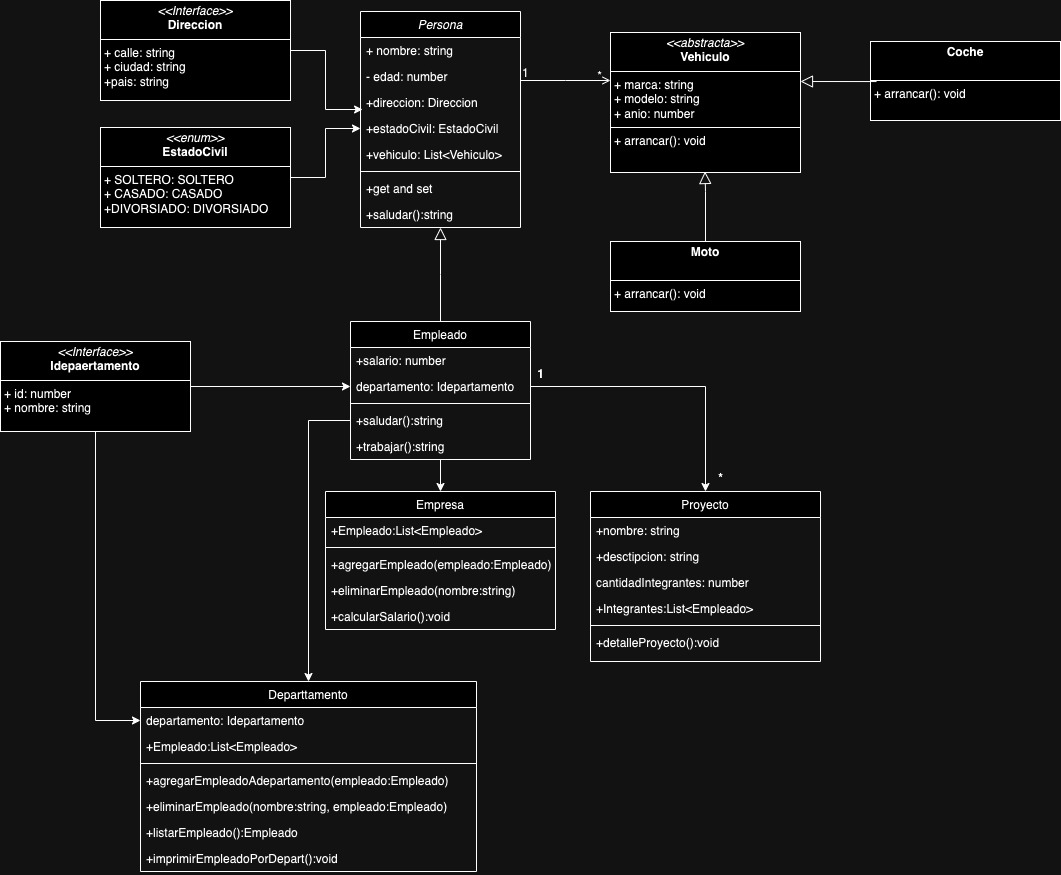 <<Interface>>
Direccion
+ calle: string
+ ciudad: string
+pais: string
<<enum>>
EstadoCivil
+ SOLTERO: SOLTERO
+ CASADO: CASADO
+DIVORSIADO: DIVORSIADO
Persona
+ nombre: string
- edad: number
+direccion: Direccion
+estadoCivil: EstadoCivil
+vehiculo: List<Vehiculo>
+get and set
+saludar():string
1
*
<<abstracta>>
Vehiculo
+ marca: string
+ modelo: string
+ anio: number
+ arrancar(): void
Coche
+ arrancar(): void
Moto
+ arrancar(): void
<<Interface>>
Idepaertamento
+ id: number
+ nombre: string
Empleado
+salario: number
departamento: Idepartamento
+saludar():string
+trabajar():string
1
*
Empresa
+Empleado:List<Empleado>
+agregarEmpleado(empleado:Empleado)
+eliminarEmpleado(nombre:string)
+calcularSalario():void
Proyecto
+nombre: string
+desctipcion: string
cantidadIntegrantes: number
+Integrantes:List<Empleado>
+detalleProyecto():void
Departtamento
departamento: Idepartamento
+Empleado:List<Empleado>
+agregarEmpleadoAdepartamento(empleado:Empleado)
+eliminarEmpleado(nombre:string, empleado:Empleado)
+listarEmpleado():Empleado
+imprimirEmpleadoPorDepart():void